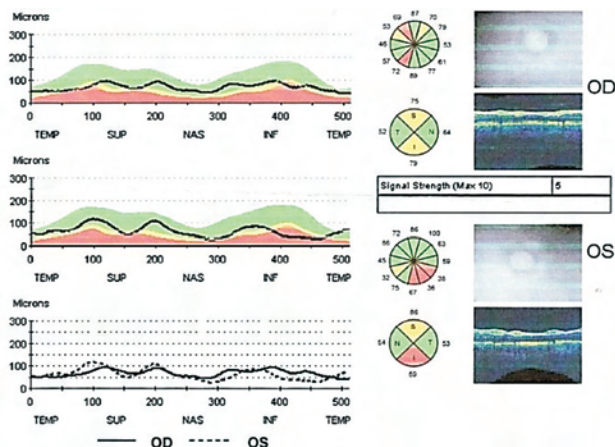 Microns
300
200
100
0
0 100 200 300 400 500
TEMP SUP NAS INF TEMP
87
69 70
53 79
46 53
57 61
72 77
89
OD
75
S
52 T N 64
I
79
Signal Strength (Max 10) 5
Microns
300
200
100
0
0 100 200 300 400 500
TEMP SUP NAS INF TEMP
86
72 100
86 63
45 59
32 38
75 36
67
OS
86
S
54 N T 53
I
59
Microns
300
200
100
0
0 100 200 300 400 500
TEMP SUP NAS INF TEMP
OD OS